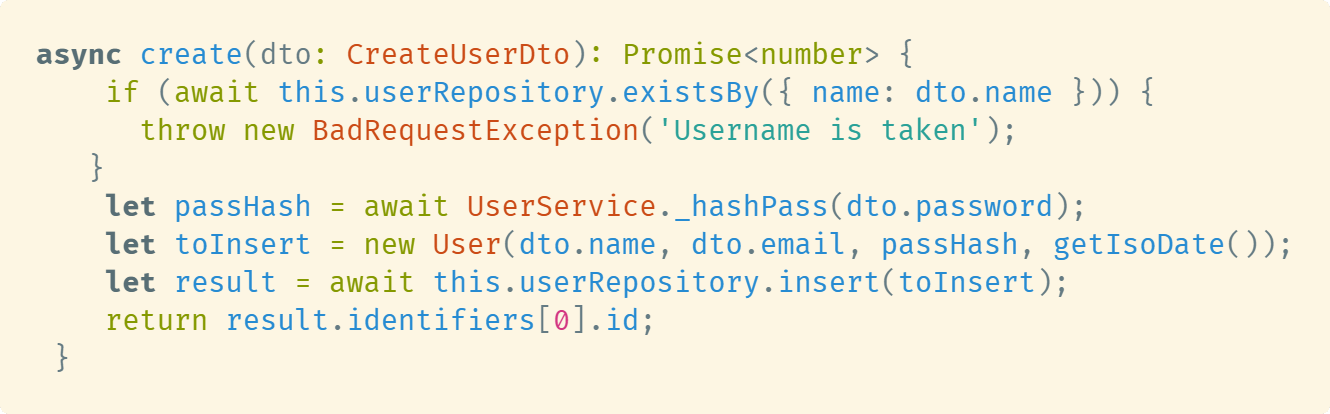 async create(dto: CreateUserDto): Promise<number> {
    if (await this.userRepository.existsBy({ name: dto.name })) {
      throw new BadRequestException('Username is taken');
   }
    let passHash = await UserService._hashPass(dto.password);
    let toInsert = new User(dto.name, dto.email, passHash, getIsoDate());
    let result = await this.userRepository.insert(toInsert);
    return result.identifiers[0].id;
 }